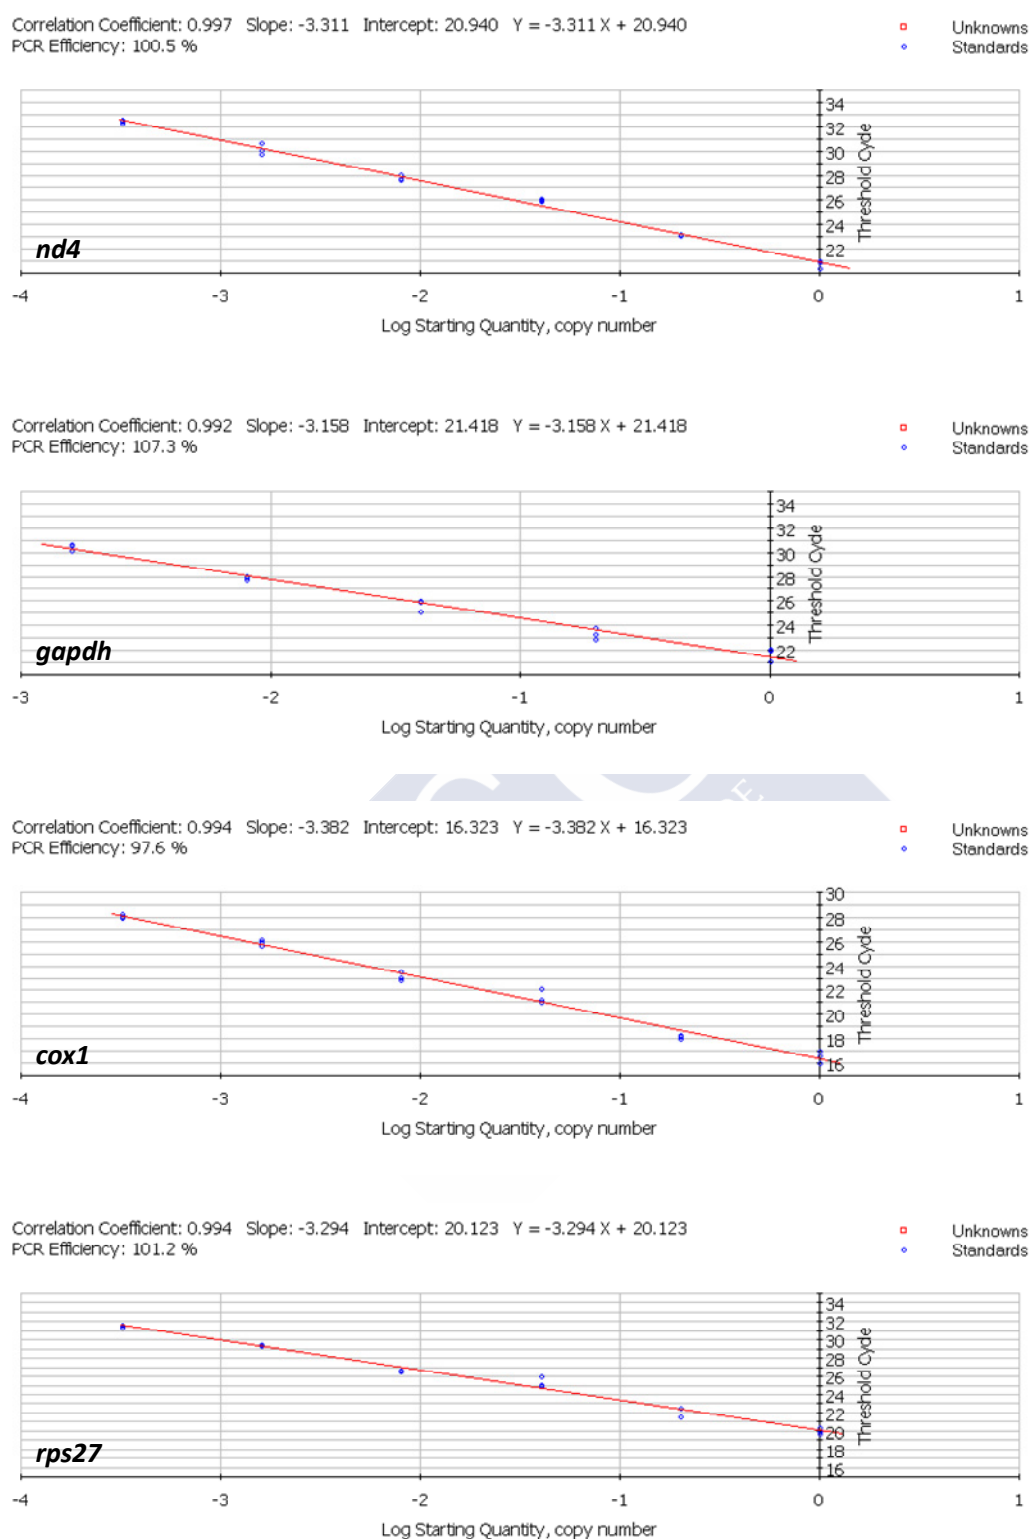 Correlation Coefficient: 0.997 Slope: -3.311 Intercept: 20.940 Y = -3.311 X + 20.940
PCR Efficiency: 100.5 %
Unknowns
Standards
34
32
30
28
26
24
22
Threshold Cycle
nd4
-4 -3 -2 -1 0 1
Log Starting Quantity, copy number
Correlation Coefficient: 0.992 Slope: -3.158 Intercept: 21.418 Y = -3.158 X + 21.418
PCR Efficiency: 107.3 %
Unknowns
Standards
34
32
30
28
26
24
22
Threshold Cycle
gapdh
-3 -2 -1 0 1
Log Starting Quantity, copy number
Correlation Coefficient: 0.994 Slope: -3.382 Intercept: 16.323 Y = -3.382 X + 16.323
PCR Efficiency: 97.6 %
Unknowns
Standards
30
28
26
24
22
20
18
16
Threshold Cycle
cox1
-4 -3 -2 -1 0 1
Log Starting Quantity, copy number
Correlation Coefficient: 0.994 Slope: -3.294 Intercept: 20.123 Y = -3.294 X + 20.123
PCR Efficiency: 101.2 %
Unknowns
Standards
34
32
30
28
26
24
22
20
18
16
Threshold Cycle
rps27
-4 -3 -2 -1 0 1
Log Starting Quantity, copy number